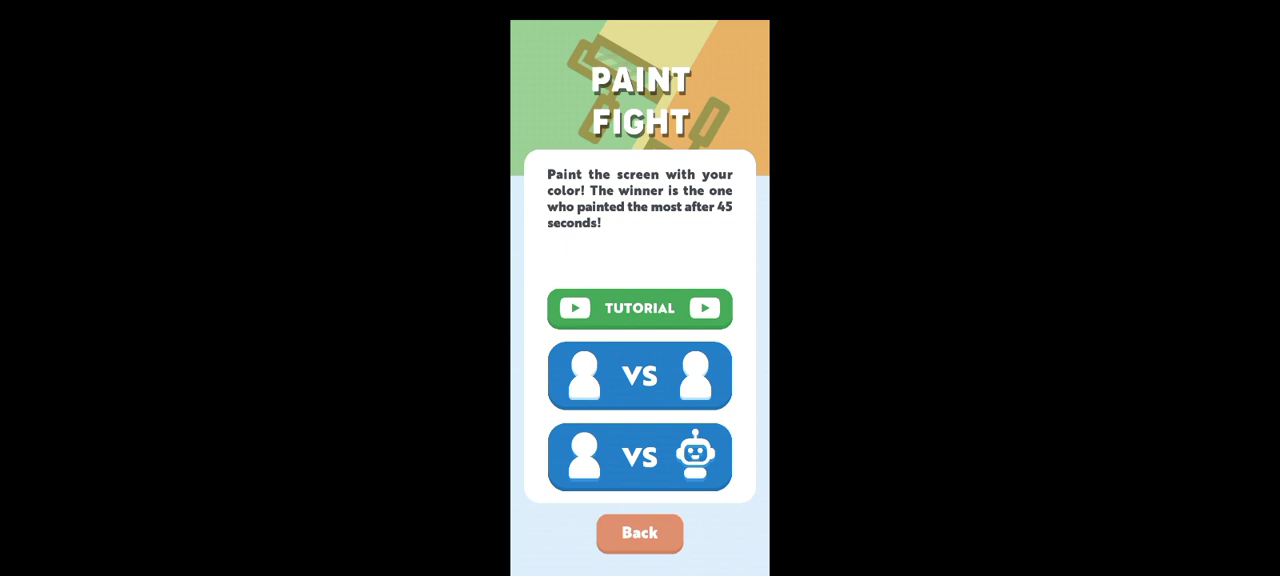 PAINT
FIGHT
Paint the screen with your
color! The winner is the one
who painted the most after 45
seconds!
TUTORIAL
VS
VS
Back